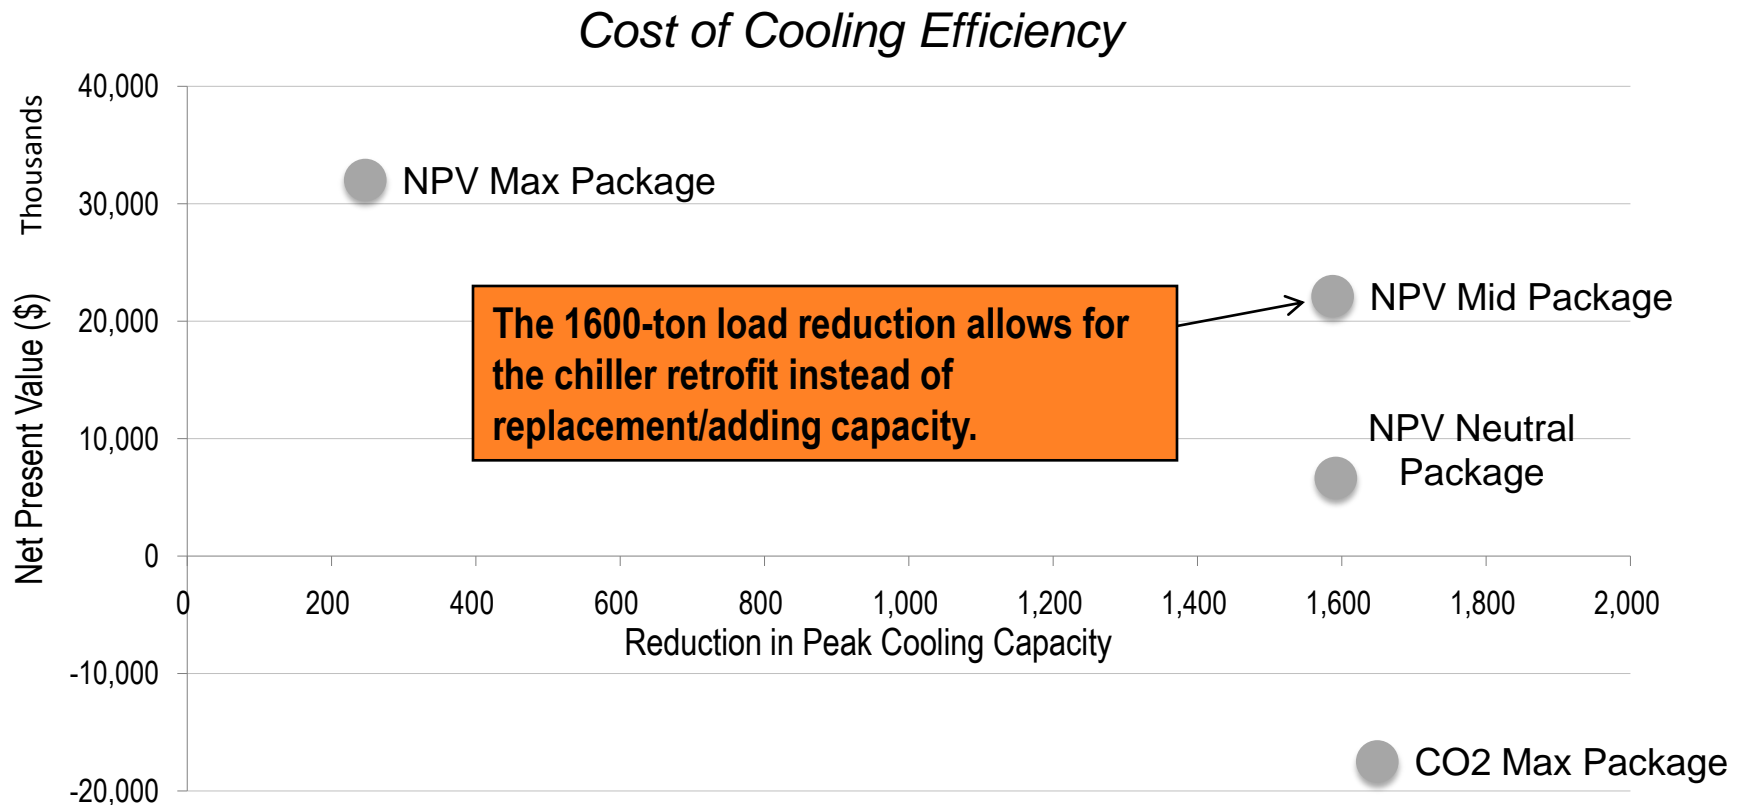 Cost of Cooling Efficiency
Thousands
Net Present Value ($)
40,000
30,000
20,000
10,000
0
-10,000
-20,000
NPV Max Package
The 1600-ton load reduction allows for
the chiller retrofit instead of
replacement/adding capacity.
NPV Mid Package
NPV Neutral
Package
0
200
400
600
800
1,000
1,200
1,400
1,600
1,800
2,000
Reduction in Peak Cooling Capacity
CO2 Max Package